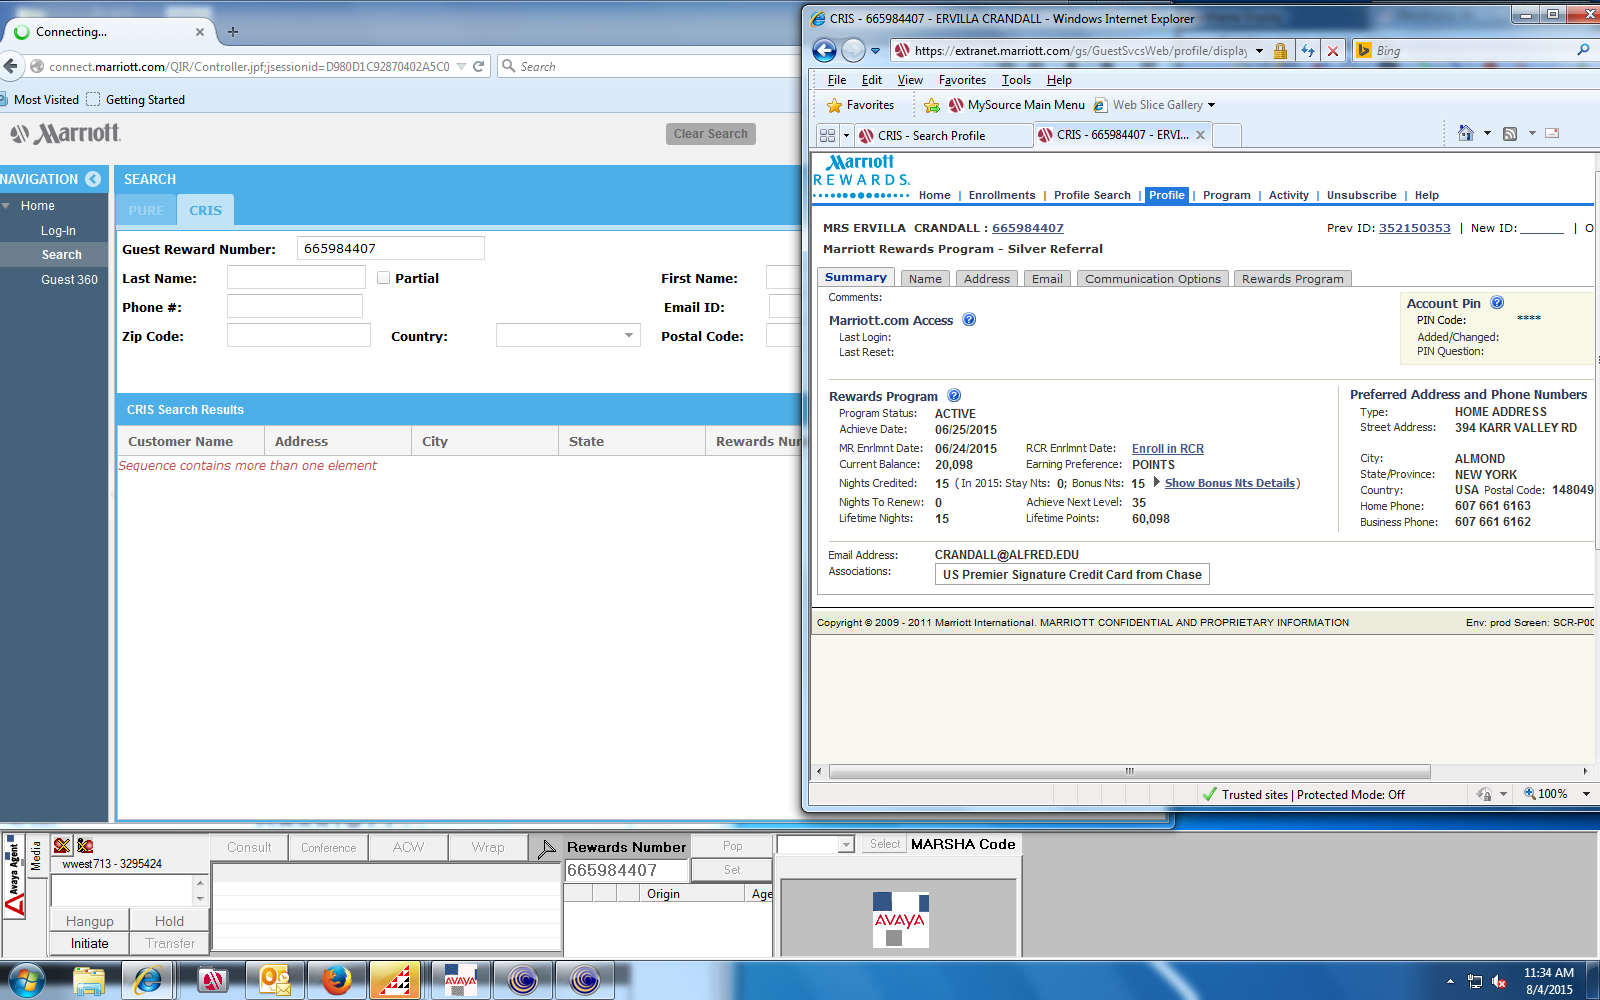 Connecting...
connect.marriott.com/QIR/Controller.jpf;jsessionid=D980D1C92870402A5C0
Search
Most Visited
Getting Started
Marriott.
Clear Search
NAVIGATION
Home
Log-In
Search
Guest 360
SEARCH
PURE
CRIS
Guest Reward Number: 665984407
Last Name:
Partial
First Name:
Phone #:
Email ID:
Zip Code:
Country:
Postal Code:
CRIS Search Results
Customer Name
Address
City
State
Rewards Nur
Sequence contains more than one element
CRIS - 665984407 - ERVILLA CRANDALL - Windows Internet Explorer
https://extranet.marriott.com/gs/GuestSvcsWeb/profile/display
Bing
File Edit View Favorites Tools Help
Favorites
MySource Main Menu
Web Slice Gallery
CRIS - Search Profile
CRIS - 665984407 - ERVI...
Marriott
REWARDS.
Home | Enrollments | Profile Search | Profile | Program | Activity | Unsubscribe | Help
MRS ERVILLA CRANDALL : 665984407
Prev ID: 352150353 | New ID:______ | O
Marriott Rewards Program - Silver Referral
Summary
Name
Address
Email
Communication Options
Rewards Program
Comments:
Marriott.com Access
Last Login:
Last Reset:
Account Pin
PIN Code: ****
Added/Changed:
PIN Question:
Rewards Program
Program Status: ACTIVE
Achieve Date: 06/25/2015
MR Enrlmnt Date: 06/24/2015
RCR Enrlmnt Date: Enroll in RCR
Current Balance: 20,098
Earning Preference: POINTS
Nights Credited: 15 ( In 2015: Stay Nts: 0; Bonus Nts: 15 Show Bonus Nts Details )
Nights To Renew: 0
Achieve Next Level: 35
Lifetime Nights: 15
Lifetime Points: 60,098
Preferred Address and Phone Numbers
Type: HOME ADDRESS
Street Address: 394 KARR VALLEY RD
City: ALMOND
State/Province: NEW YORK
Country: USA Postal Code: 148049
Home Phone: 607 661 6163
Business Phone: 607 661 6162
Email Address: CRANDALL@ALFRED.EDU
Associations: US Premier Signature Credit Card from Chase
Copyright © 2009 - 2011 Marriott International. MARRIOTT CONFIDENTIAL AND PROPRIETARY INFORMATION
Env: prod Screen: SCR-P00
Trusted sites | Protected Mode: Off
100%
Avaya Agent
Media
wwest713 - 3295424
Hangup
Hold
Initiate
Transfer
Consult
Conference
ACW
Wrap
Rewards Number
665984407
Pop
Set
Origin
Age
Select
MARSHA Code
AVAYA
AVAYA
11:34 AM
8/4/2015